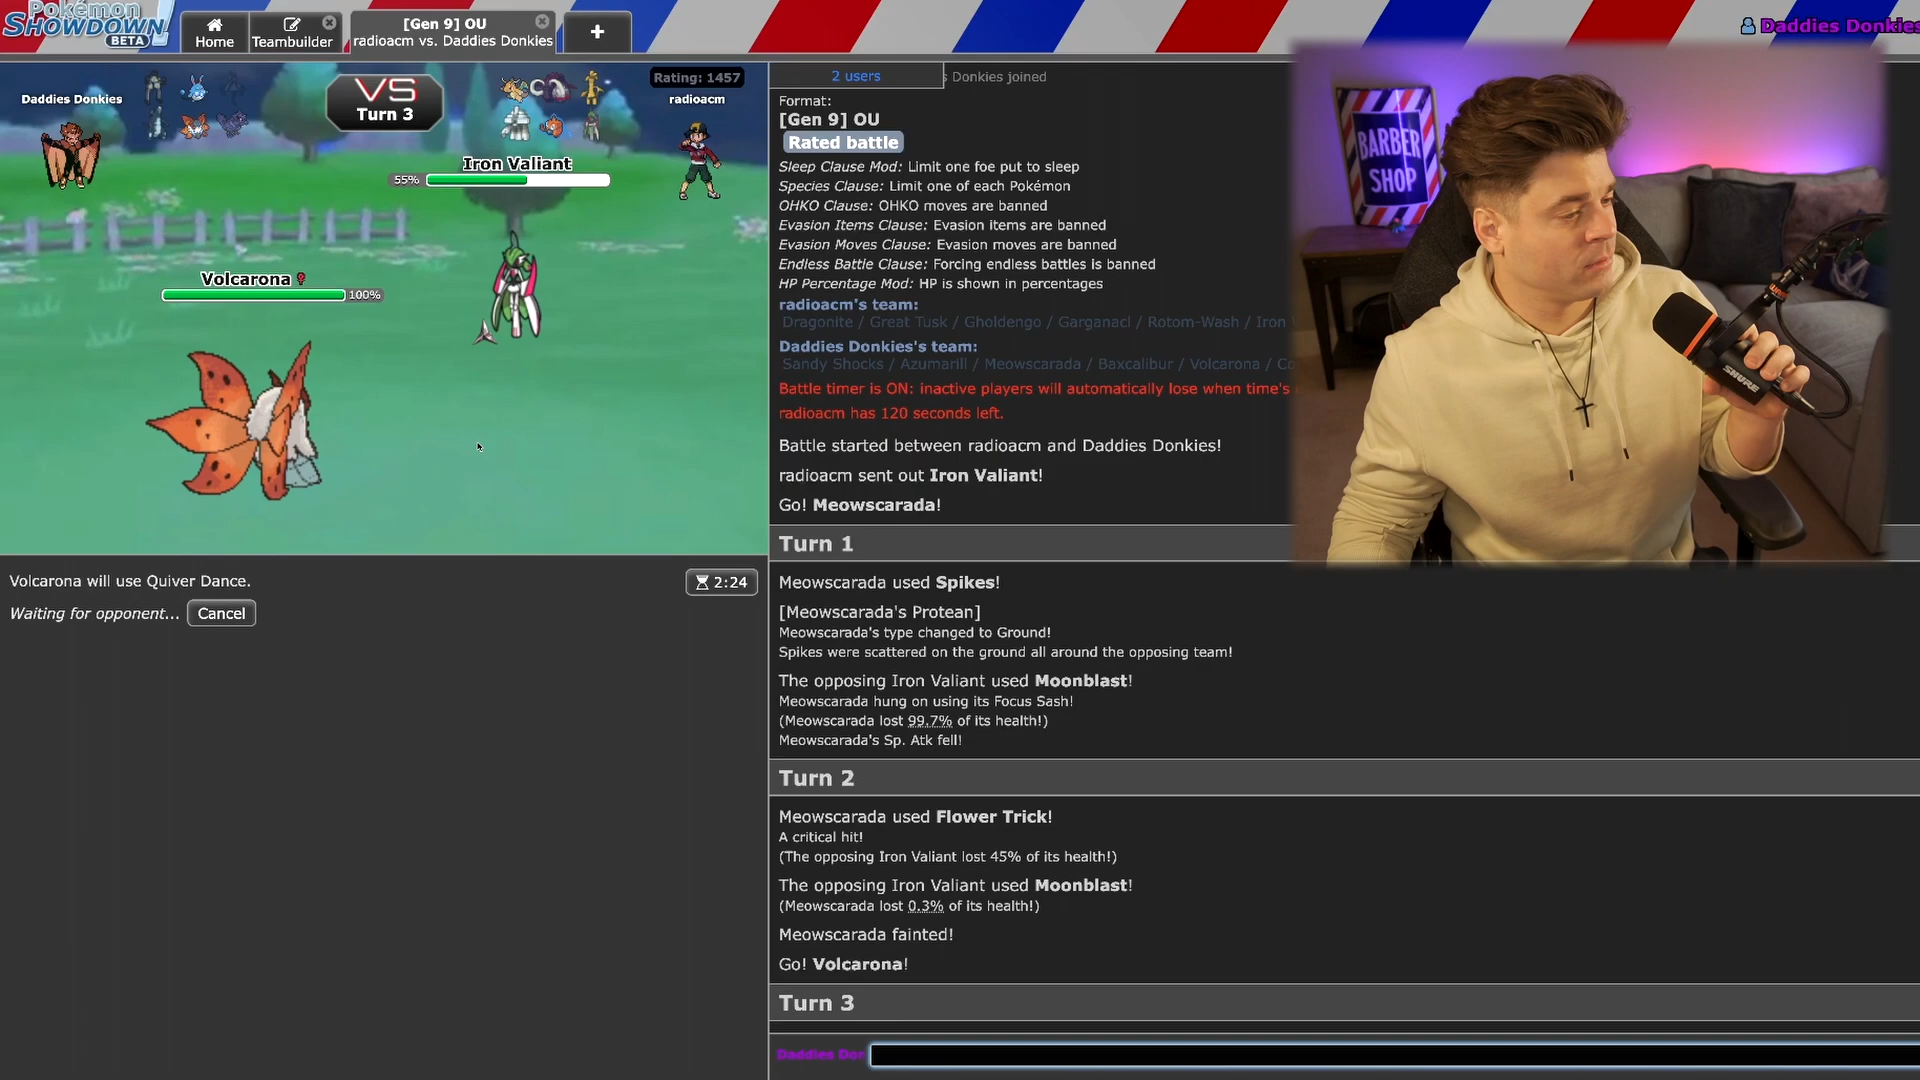 Pokémon
SHOWDOWN!
BETA
Home
Teambuilder
[Gen 9] OU
radioacm vs. Daddies Donkies
+
Daddies Donkies
Daddies Donkies
VS
Turn 3
Rating: 1457
radioacm
Iron Valiant
55%
Volcarona
100%
Volcarona will use Quiver Dance.
2:24
Waiting for opponent...
Cancel
2 users
s Donkies joined
Format:
[Gen 9] OU
Rated battle
Sleep Clause Mod: Limit one foe put to sleep
Species Clause: Limit one of each Pokémon
OHKO Clause: OHKO moves are banned
Evasion Items Clause: Evasion items are banned
Evasion Moves Clause: Evasion moves are banned
Endless Battle Clause: Forcing endless battles is banned
HP Percentage Mod: HP is shown in percentages
radioacm's team:
Dragonite / Great Tusk / Gholdengo / Garganacl / Rotom-Wash / Iron
Daddies Donkies's team:
Sandy Shocks / Azumarill / Meowscarada / Baxcalibur / Volcarona / Co
Battle timer is ON: inactive players will automatically lose when time's
radioacm has 120 seconds left.
Battle started between radioacm and Daddies Donkies!
radioacm sent out Iron Valiant!
Go! Meowscarada!
Turn 1
Meowscarada used Spikes!
[Meowscarada's Protean]
Meowscarada's type changed to Ground!
Spikes were scattered on the ground all around the opposing team!
The opposing Iron Valiant used Moonblast!
Meowscarada hung on using its Focus Sash!
(Meowscarada lost 99.7% of its health!)
Meowscarada's Sp. Atk fell!
Turn 2
Meowscarada used Flower Trick!
A critical hit!
(The opposing Iron Valiant lost 45% of its health!)
The opposing Iron Valiant used Moonblast!
(Meowscarada lost 0.3% of its health!)
Meowscarada fainted!
Go! Volcarona!
Turn 3
Daddies Don
BARBER
SHOP
SHURE